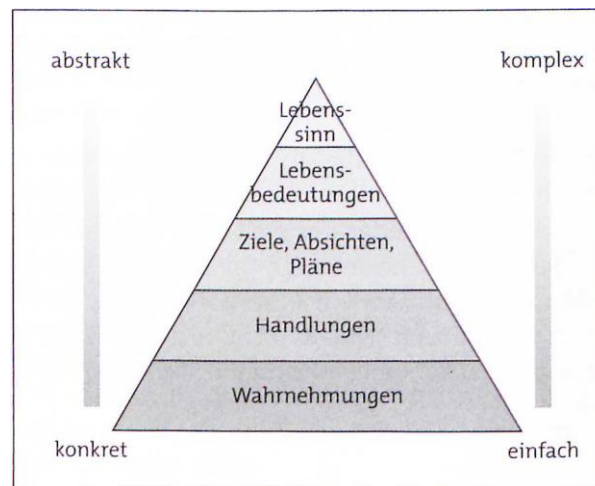 abstrakt
komplex
Lebens-
sinn
Lebens-
bedeutungen
Ziele, Absichten,
Pläne
Handlungen
Wahrnehmungen
konkret
einfach